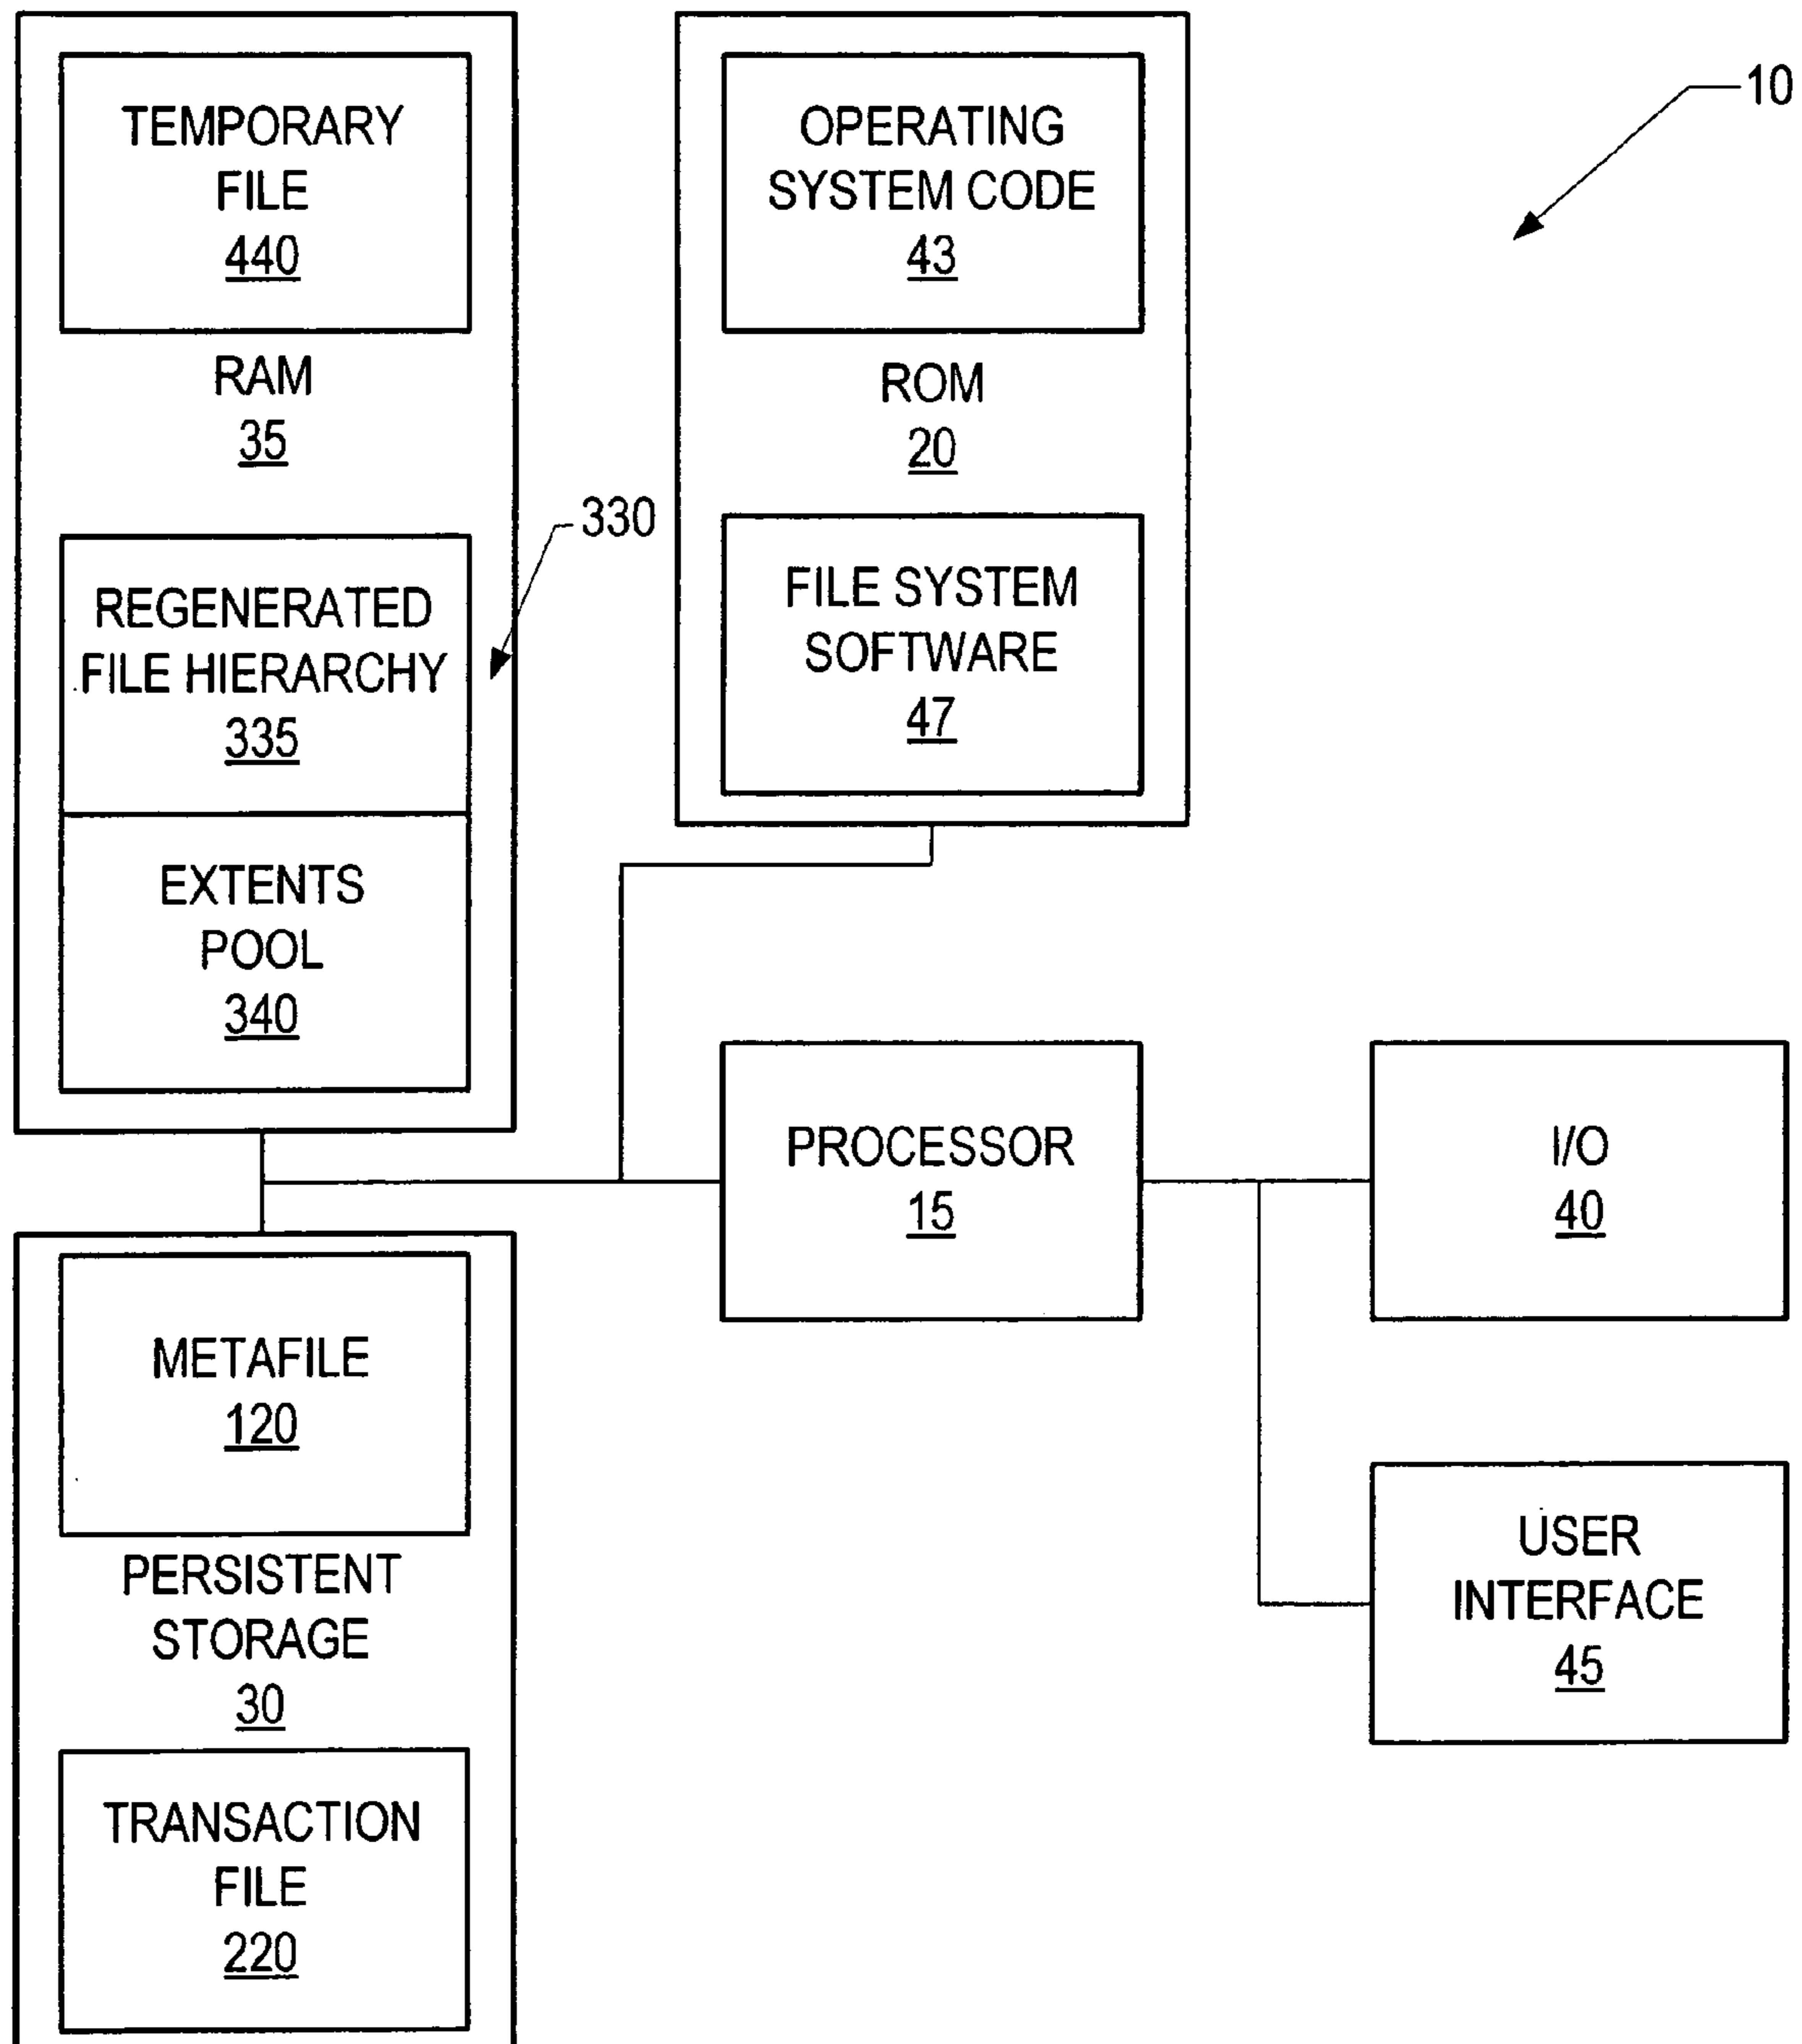 TEMPORARY
FILE
440
RAM
35
330
REGENERATED
FILE HIERARCHY
335
EXTENTS
POOL
340
OPERATING
SYSTEM CODE
43
ROM
20
FILE SYSTEM
SOFTWARE
47
10
PROCESSOR
15
I/O
40
USER
INTERFACE
45
METAFILE
120
PERSISTENT
STORAGE
30
TRANSACTION
FILE
220